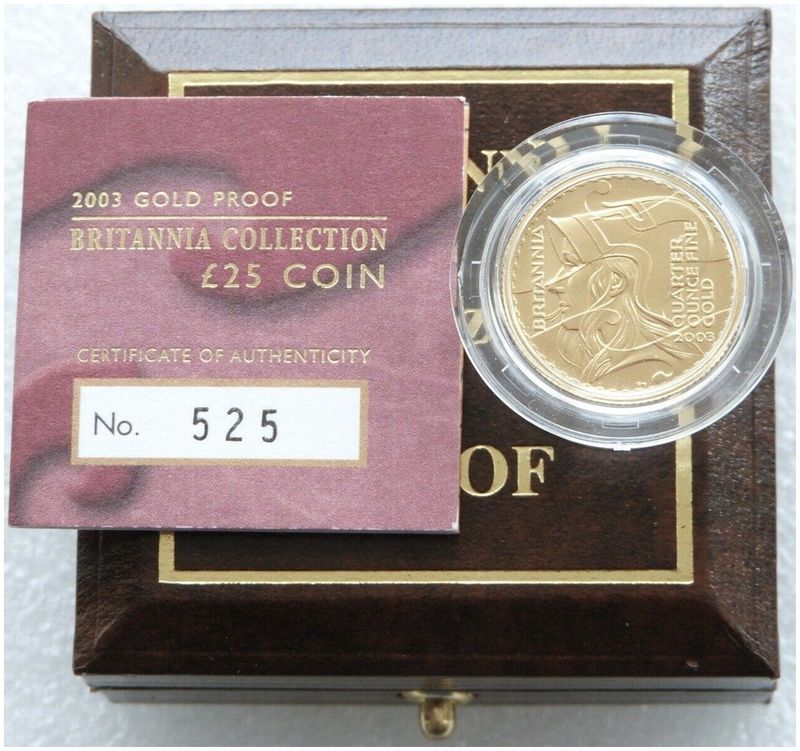 2003 GOLD PROOF
BRITANNIA COLLECTION
£25 COIN
CERTIFICATE OF AUTHENTICITY
No. 525
BRITANNIA
QUARTER
OUNCE FINE
GOLD
2003
OF